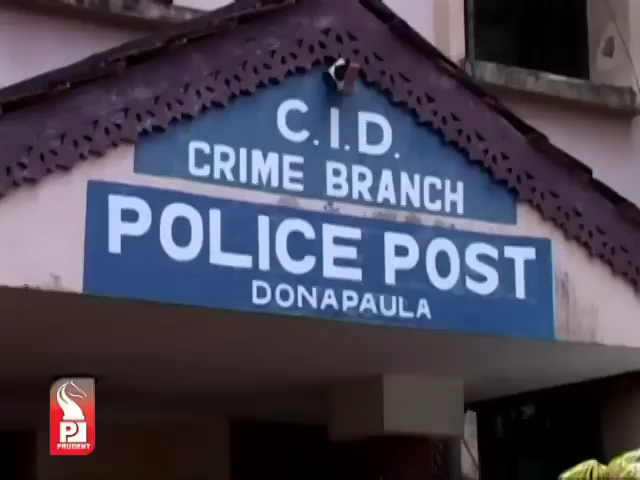 C.I.D.
CRIME BRANCH
POLICE POST
DONAPAULA
P
PRUDENT